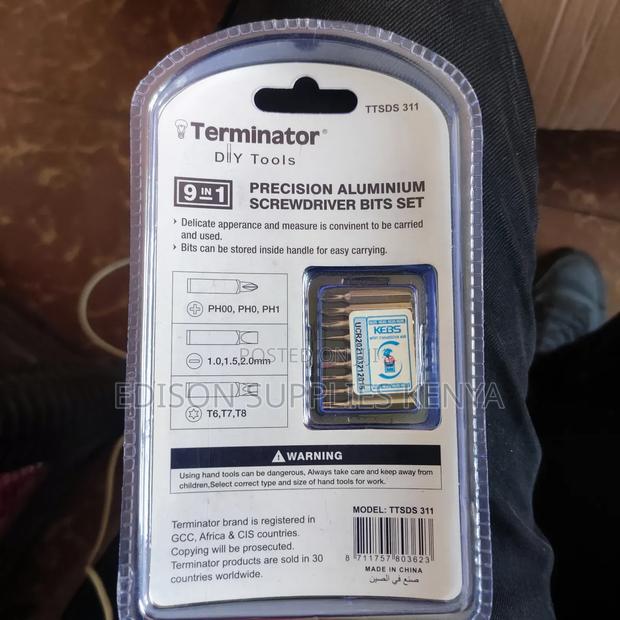 TTSDS 311
Terminator®
DIY Tools
9 IN 1
PRECISION ALUMINIUM
SCREWDRIVER BITS SET
Delicate apperance and measure is convinent to be carried
and used.
Bits can be stored inside handle for easy carrying.
PH00, PH0, PH1
1.0,1.5,2.0mm
T6,T7,T8
KEBS
UCR2021032120
POSTED ON
EDISON SUPPLIES KENYA
WARNING
Using hand tools can be dangerous, Always take care and keep away from
children,Select correct type and size of hand tools for work.
Terminator brand is registered in
GCC, Africa & CIS countries.
Copying will be prosecuted.
Terminator products are sold in 30
countries worldwide.
MODEL: TTSDS 311
8 711757 803623
MADE IN CHINA
صنع في الصين